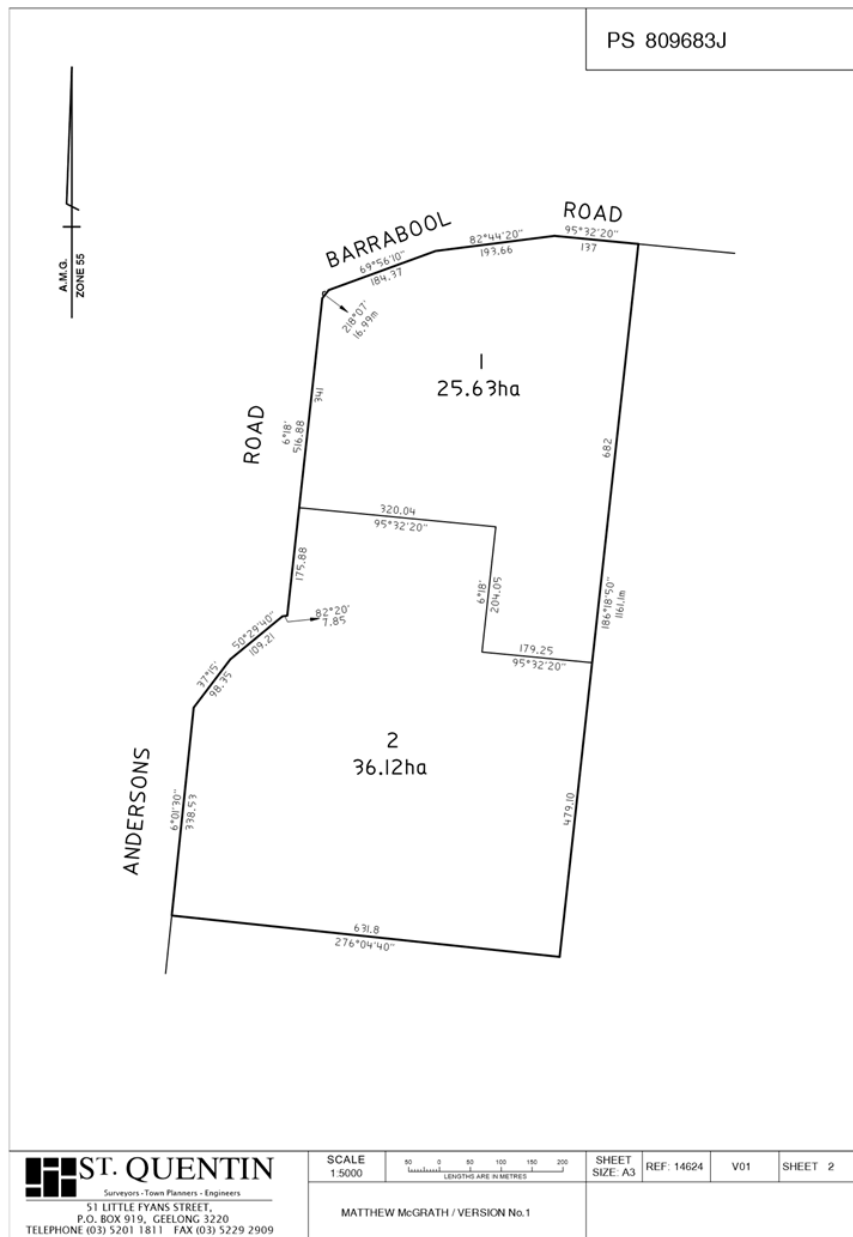 PS 809683J
A.M.G.
ZONE 55
BARRABOOL
ROAD
69°56'10"
184.37
82°44'20"
193.66
95°32'20"
137
218°07'
16.99m
1
25.63ha
ROAD
6°18'
516.88
341
682
320.04
95°32'20"
175.88
6°18'
204.05
186°18'50"
1161.1m
82°20'
7.85
50°29'40"
109.21
179.25
95°32'20"
37°15'
98.35
2
36.12ha
ANDERSONS
6°01'30"
338.53
479.10
631.8
276°04'40"
ST. QUENTIN
Surveyors - Town Planners - Engineers
51 LITTLE FYANS STREET,
P.O. BOX 919, GEELONG 3220
TELEPHONE (03) 5201 1811 FAX (03) 5229 2909
SCALE
1:5000
50 0 50 100 150 200
LENGTHS ARE IN METRES
SHEET
SIZE: A3
REF: 14624
V01
SHEET 2
MATTHEW McGRATH / VERSION No.1